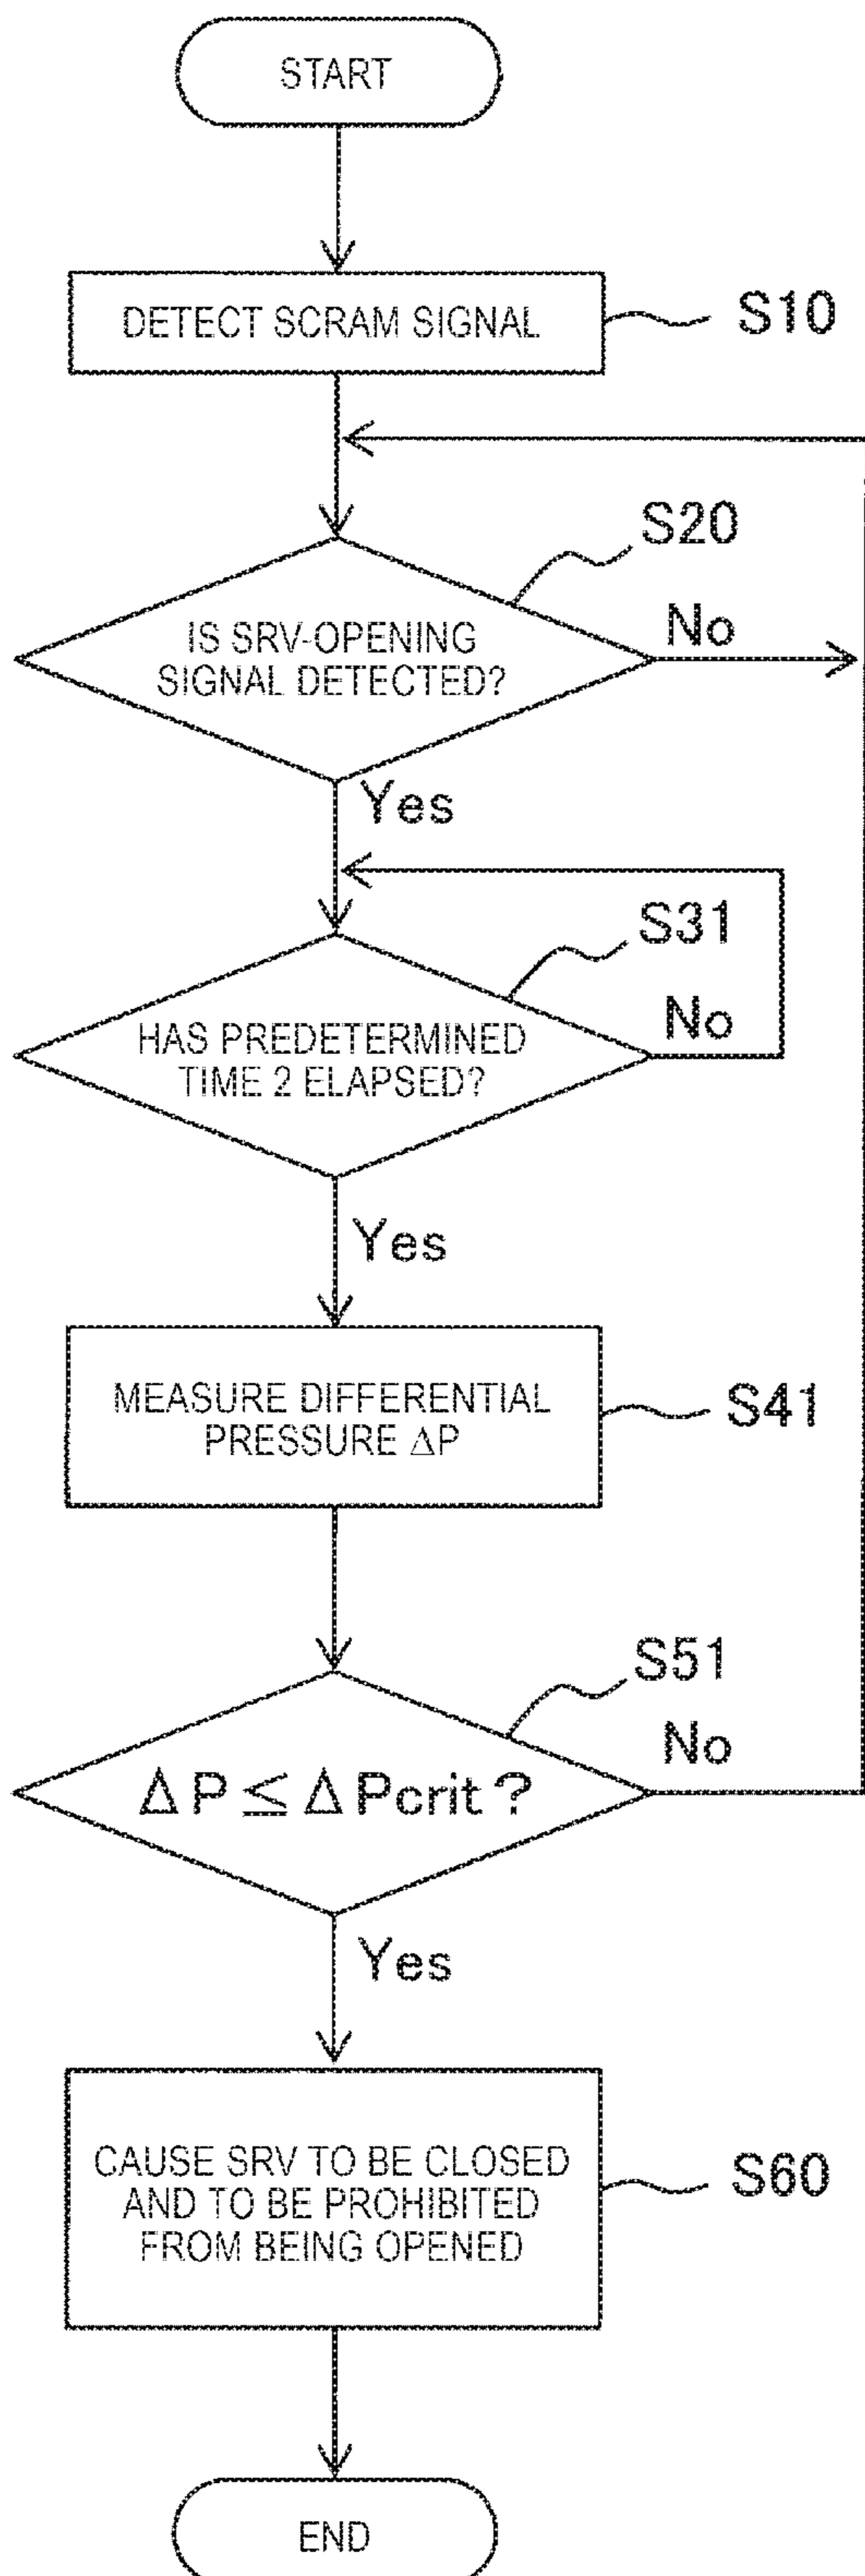 START
DETECT SCRAM SIGNAL
S10
S20
IS SRV-OPENING
SIGNAL DETECTED?
No
Yes
S31
HAS PREDETERMINED
TIME 2 ELAPSED?
No
Yes
MEASURE DIFFERENTIAL
PRESSURE ΔP
S41
S51
ΔP ≦ ΔPcrit ?
No
Yes
CAUSE SRV TO BE CLOSED
AND TO BE PROHIBITED
FROM BEING OPENED
S60
END